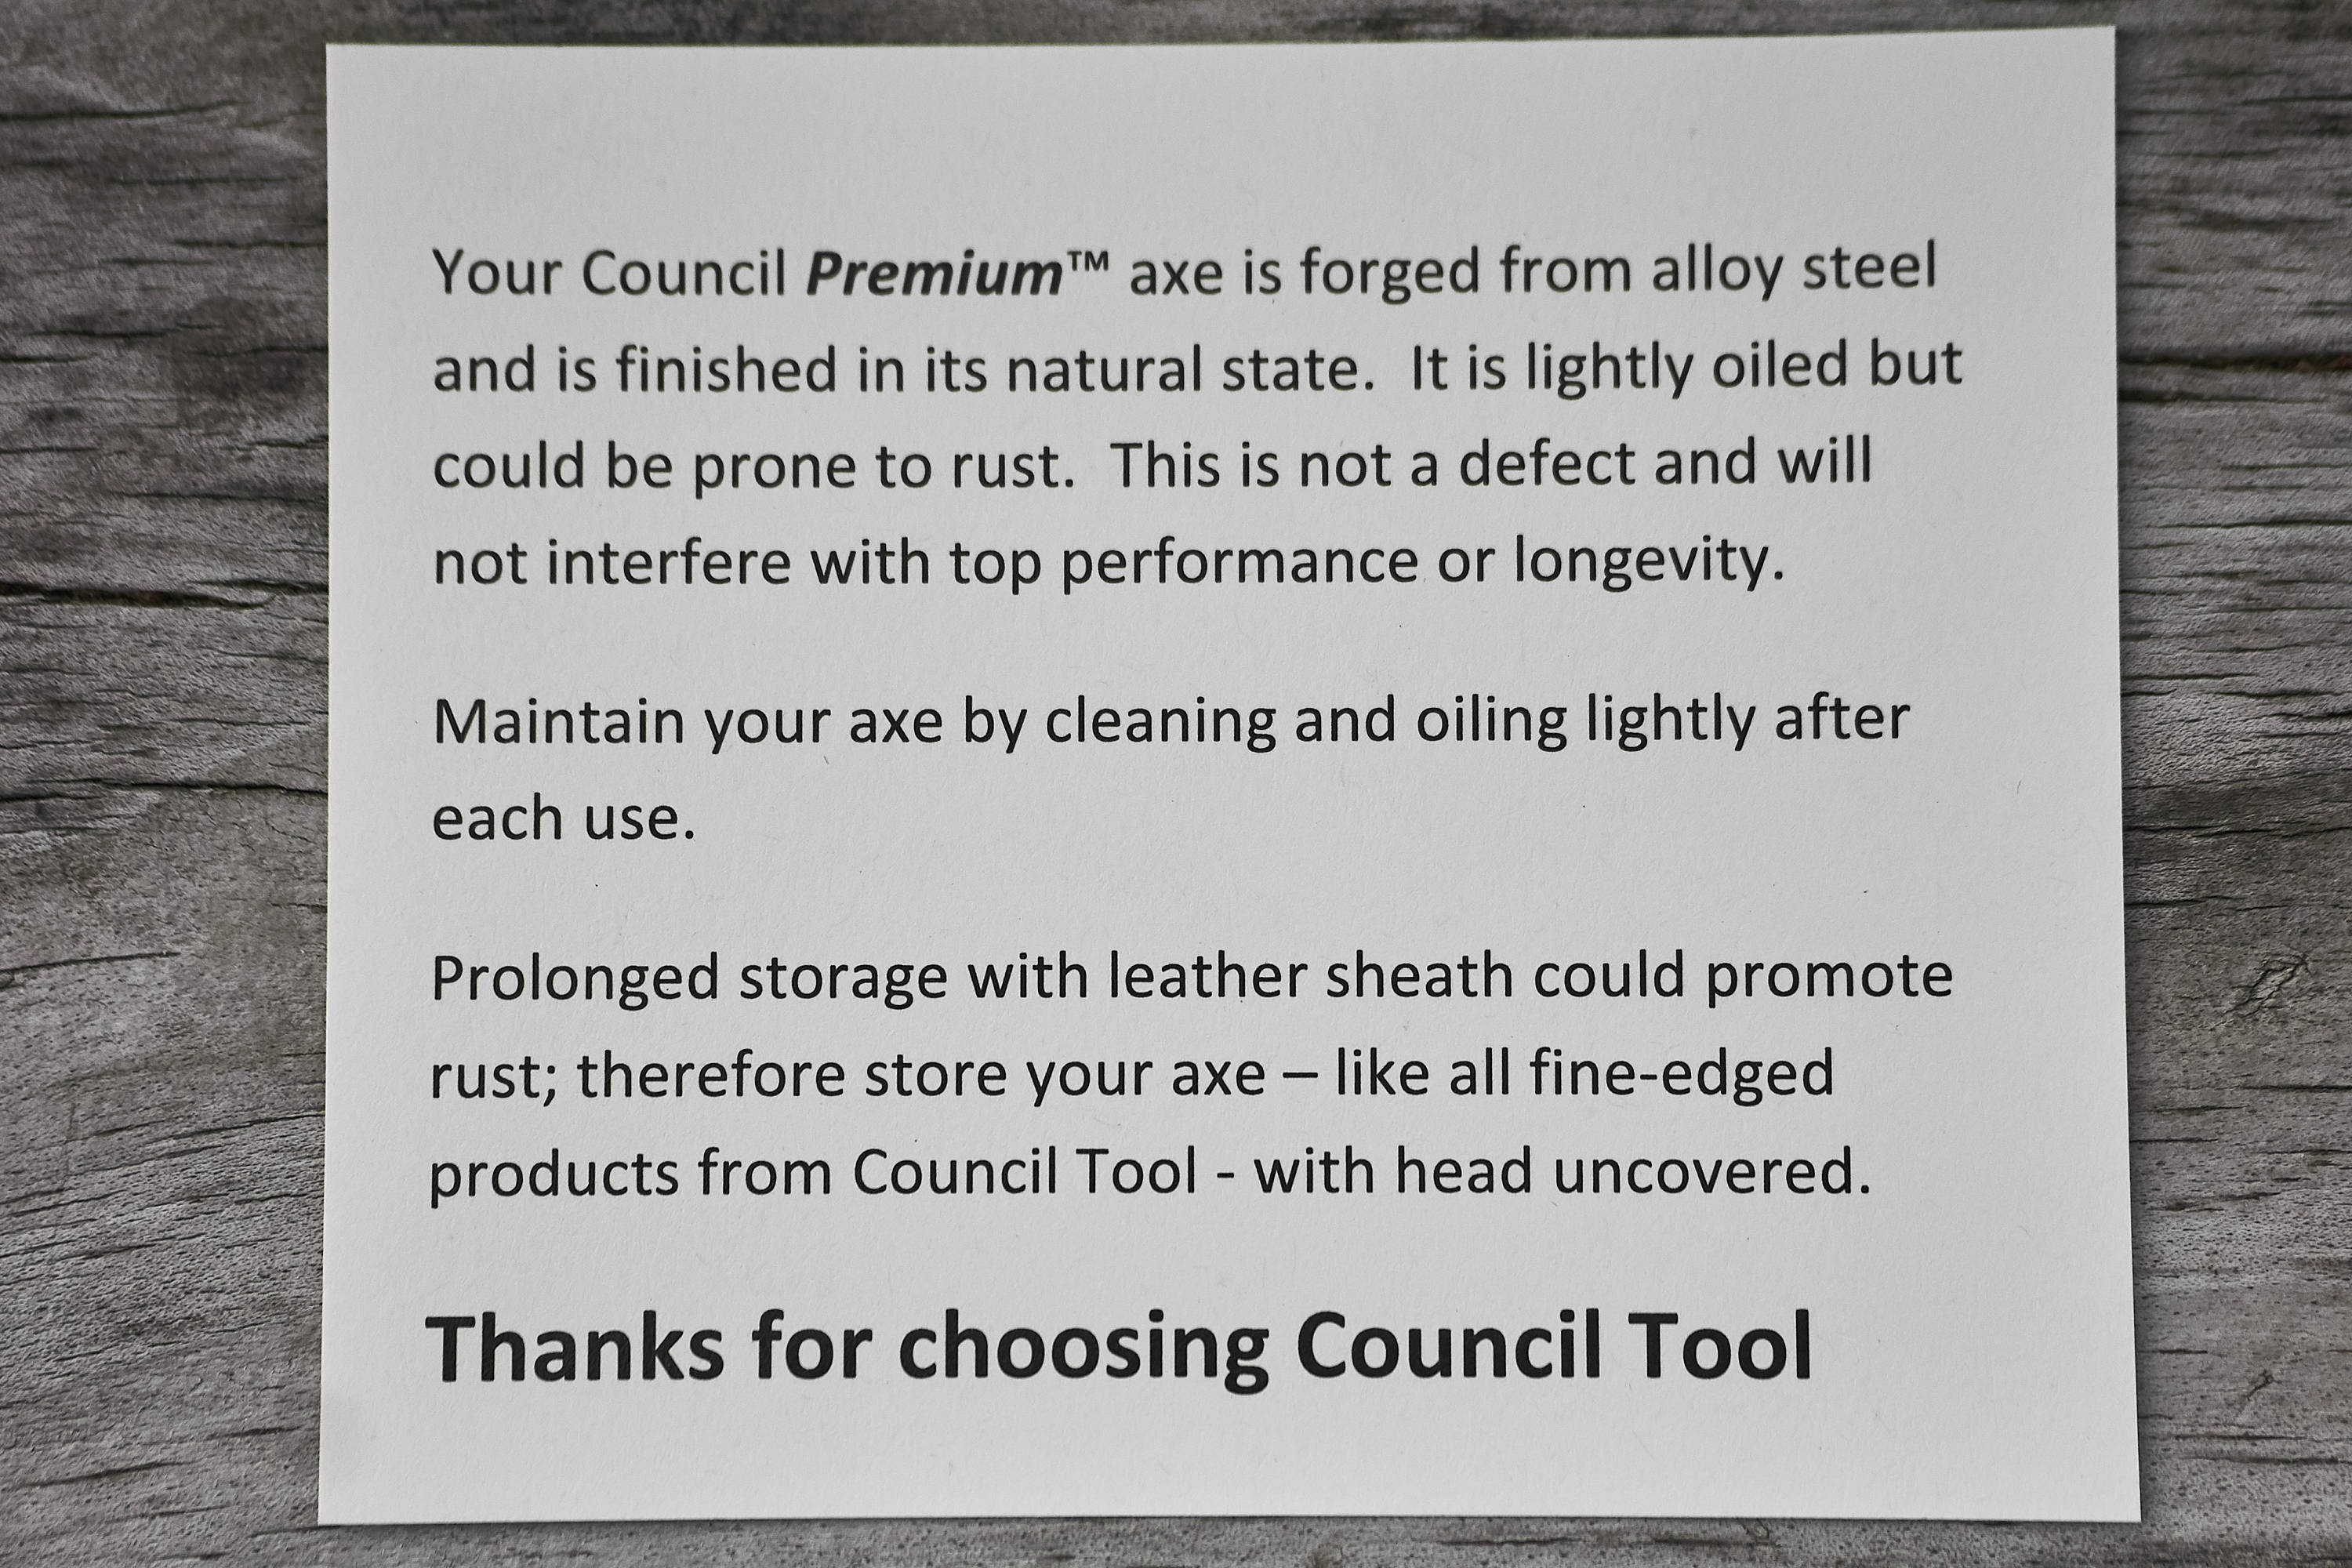 Your Council Premium™ axe is forged from alloy steel
and is finished in its natural state.  It is lightly oiled but
could be prone to rust.  This is not a defect and will
not interfere with top performance or longevity.
Maintain your axe by cleaning and oiling lightly after
each use.
Prolonged storage with leather sheath could promote
rust; therefore store your axe – like all fine-edged
products from Council Tool - with head uncovered.
Thanks for choosing Council Tool